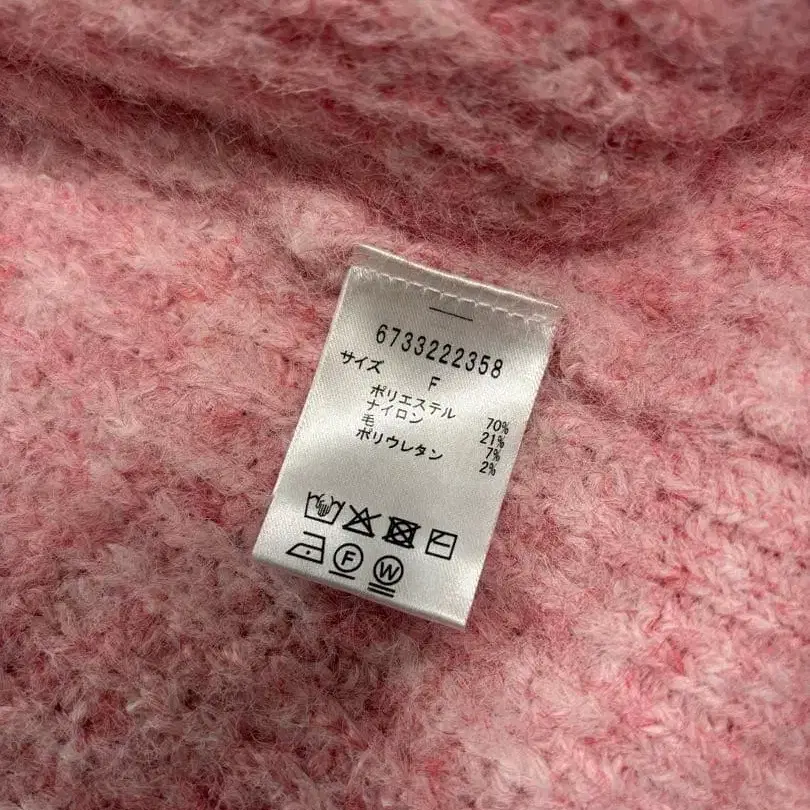 6733222358
サイズ F
ポリエステル 70%
ナイロン 21%
毛 7%
ポリウレタン 2%
F
W